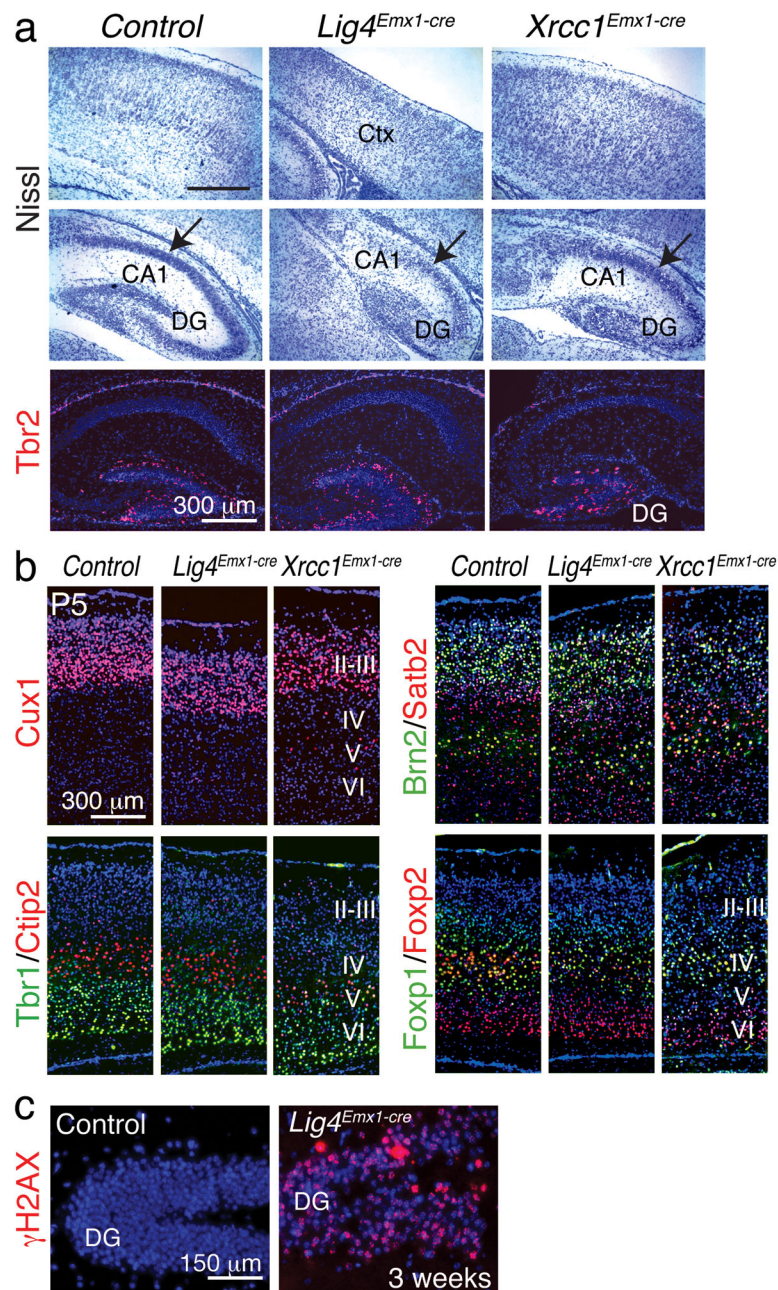 a
Control Lig4Emx1-cre Xrcc1Emx1-cre
Nissl
Ctx
CA1 CA1 CA1
DG DG DG
Tbr2
300 µm
DG
b
Control Lig4Emx1-cre Xrcc1Emx1-cre
P5
Cux1
II-III
IV
V
VI
300 µm
Control Lig4Emx1-cre Xrcc1Emx1-cre
Brn2/Satb2
Tbr1/Ctip2
II-III
IV
V
VI
Foxp1/Foxp2
II-III
IV
V
VI
c
γH2AX
Control
DG
150 µm
Lig4Emx1-cre
DG
3 weeks